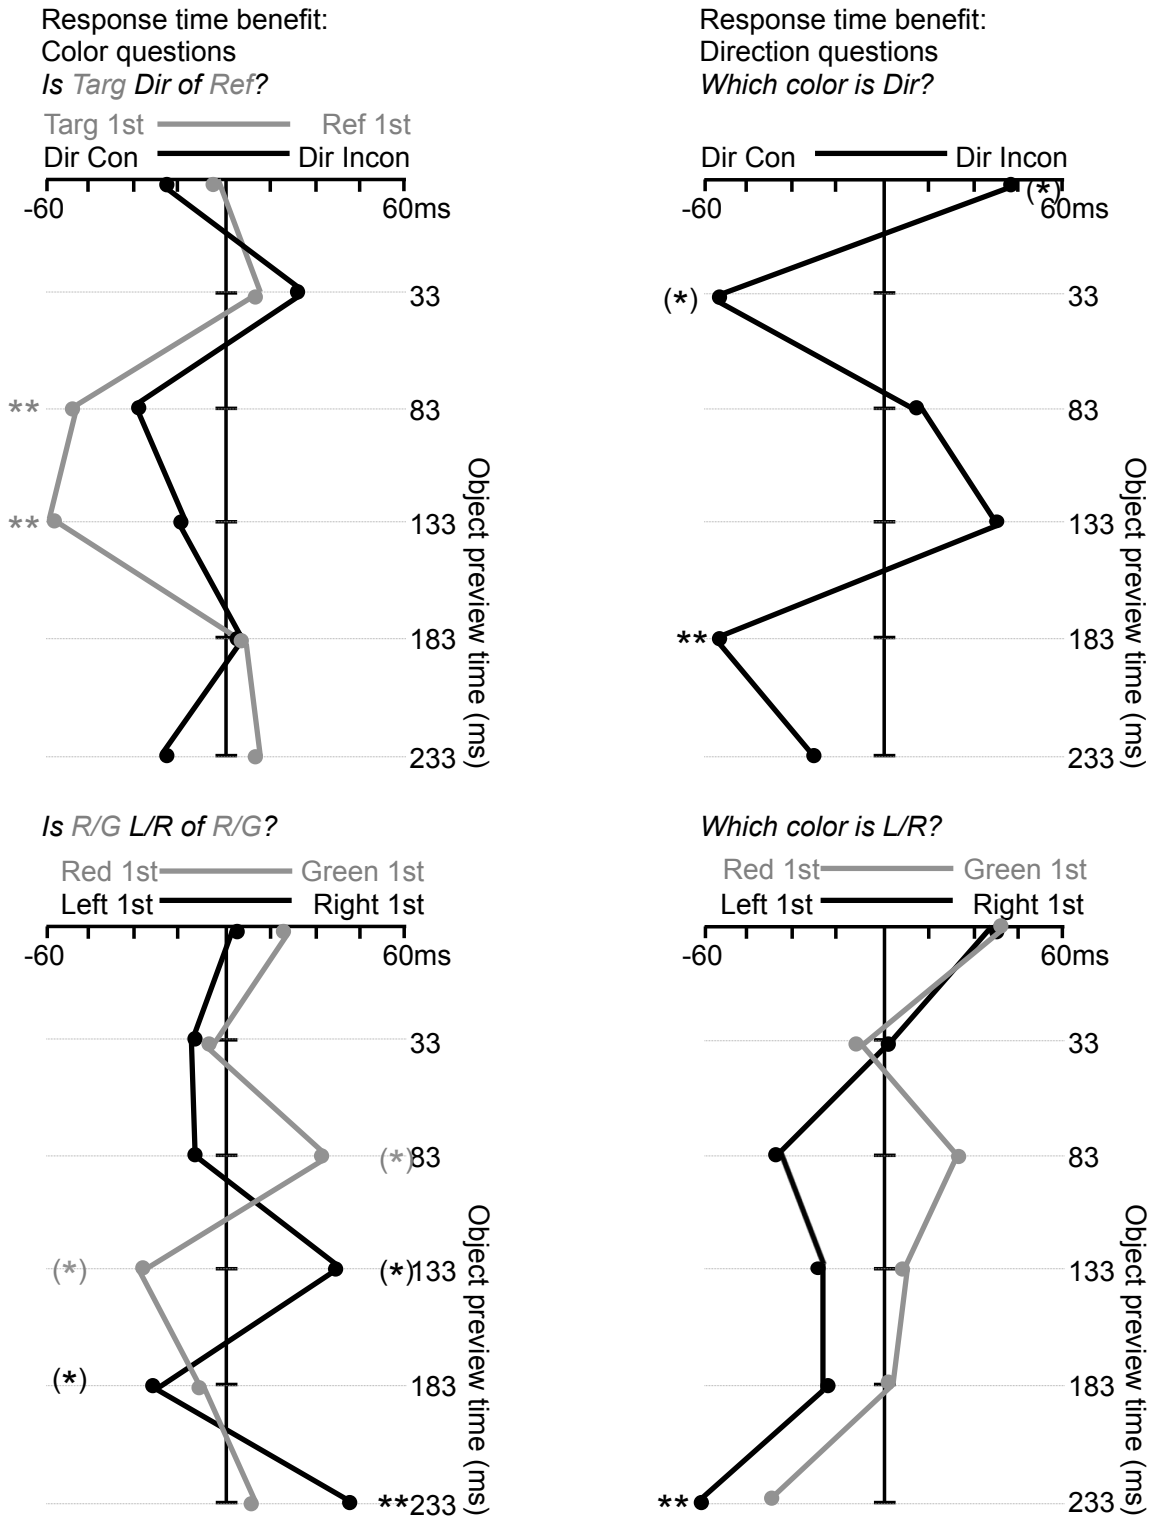 Response time benefit:
Color questions
Is Targ Dir of Ref?
Targ 1st Ref 1st
Dir Con Dir Incon
-60 60ms
33
** 83
** 133
183
233
Object preview time (ms)
Response time benefit:
Direction questions
Which color is Dir?
Dir Con Dir Incon
(*)
-60 60ms
(*) 33
83
133
** 183
233
Object preview time (ms)
Is R/G L/R of R/G?
Red 1st Green 1st
Left 1st Right 1st
-60 60ms
33
(*) 83
(*) (*) 133
(*) 183
** 233
Object preview time (ms)
Which color is L/R?
Red 1st Green 1st
Left 1st Right 1st
-60 60ms
33
83
133
183
** 233
Object preview time (ms)